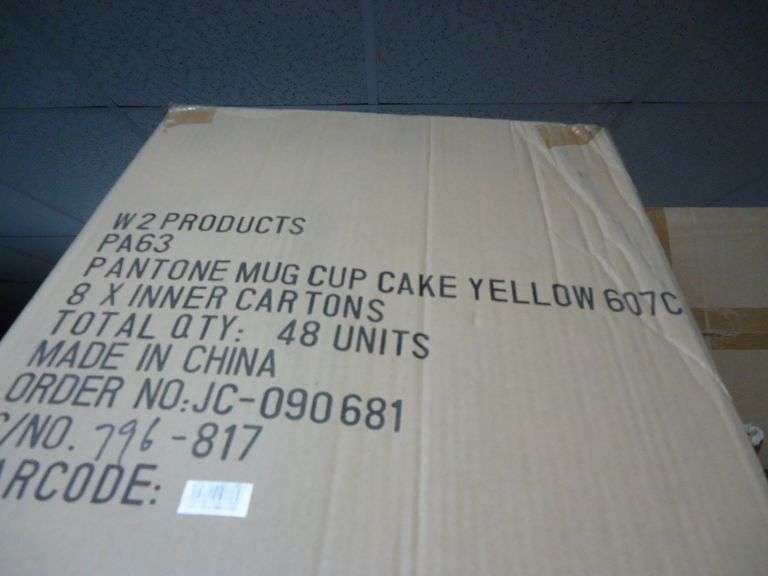 W2 PRODUCTS
PA63
PANTONE MUG CUP CAKE YELLOW 607C
8 X INNER CARTONS
TOTAL QTY: 48 UNITS
MADE IN CHINA
ORDER NO:JC-090681
/NO. 796-817
ARCODE: